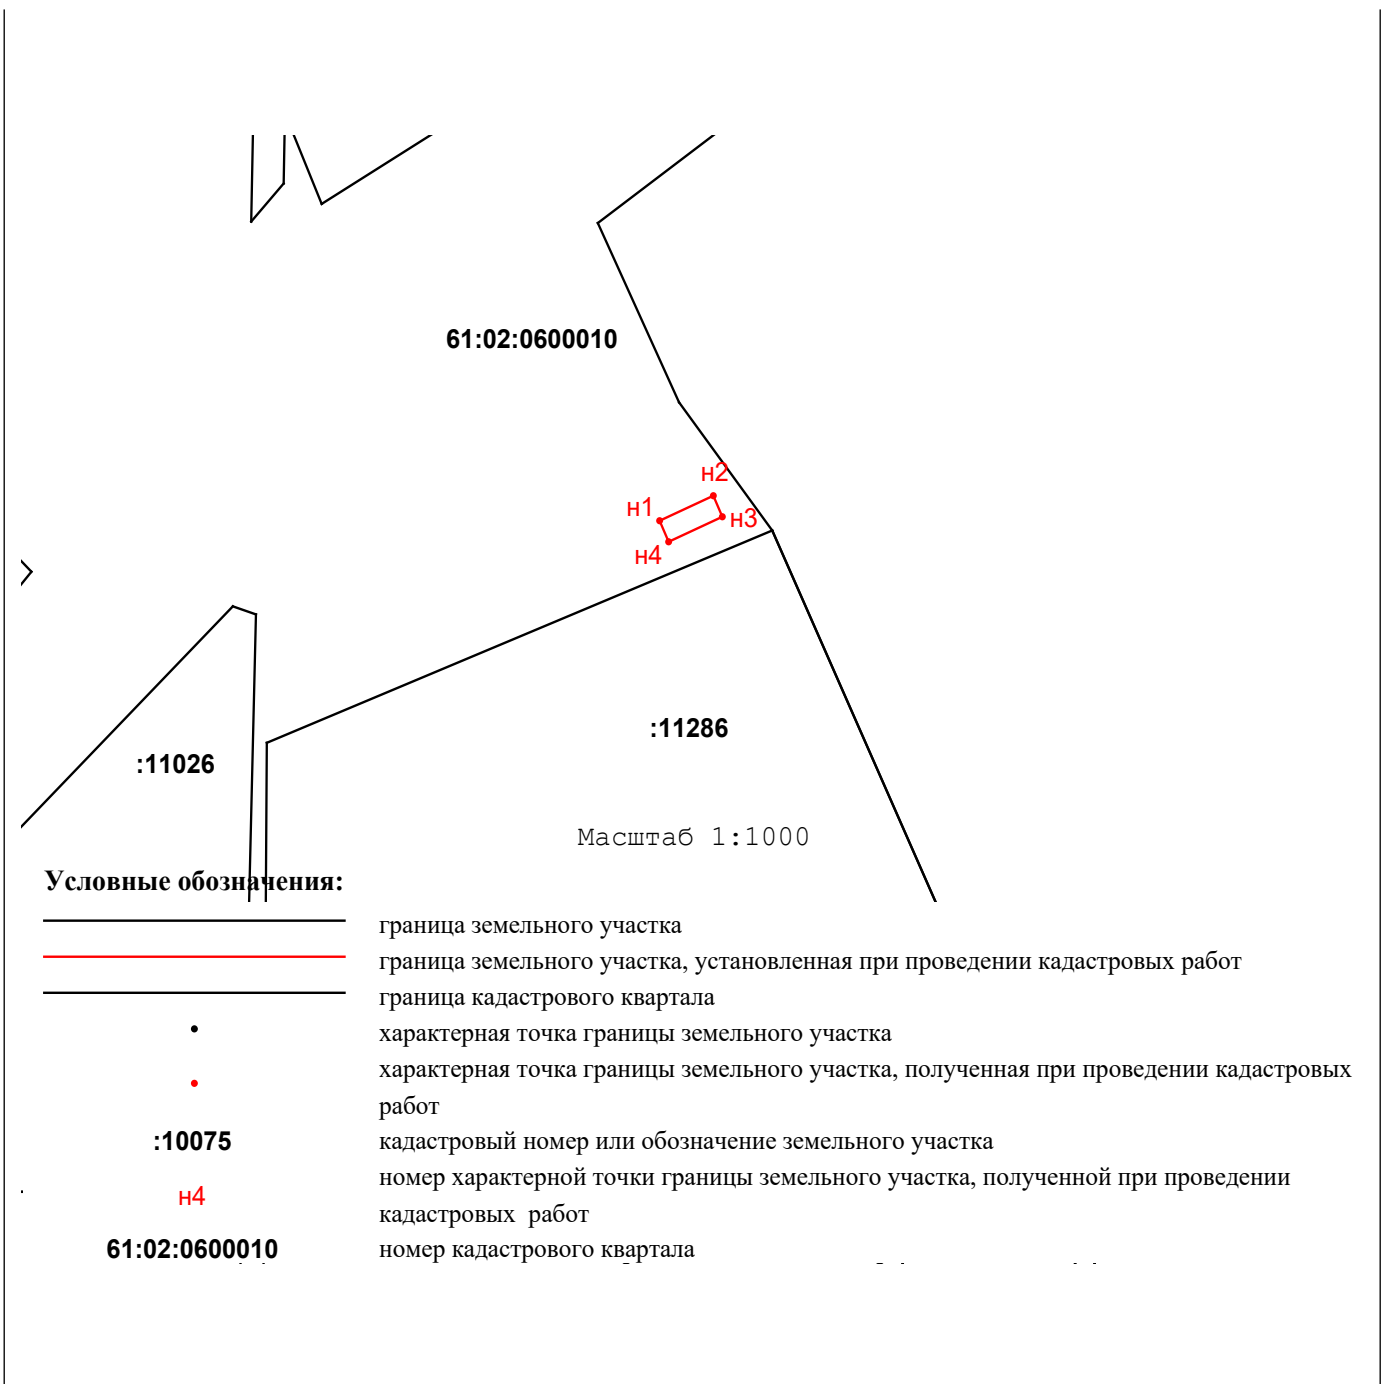 61:02:0600010
н2
н1
н3
н4
:11286
:11026
Масштаб 1:1000
Условные обозначения:
граница земельного участка
граница земельного участка, установленная при проведении кадастровых работ
граница кадастрового квартала
характерная точка границы земельного участка
характерная точка границы земельного участка, полученная при проведении кадастровых
работ
:10075 кадастровый номер или обозначение земельного участка
номер характерной точки границы земельного участка, полученной при проведении
н4
кадастровых работ
61:02:0600010 номер кадастрового квартала